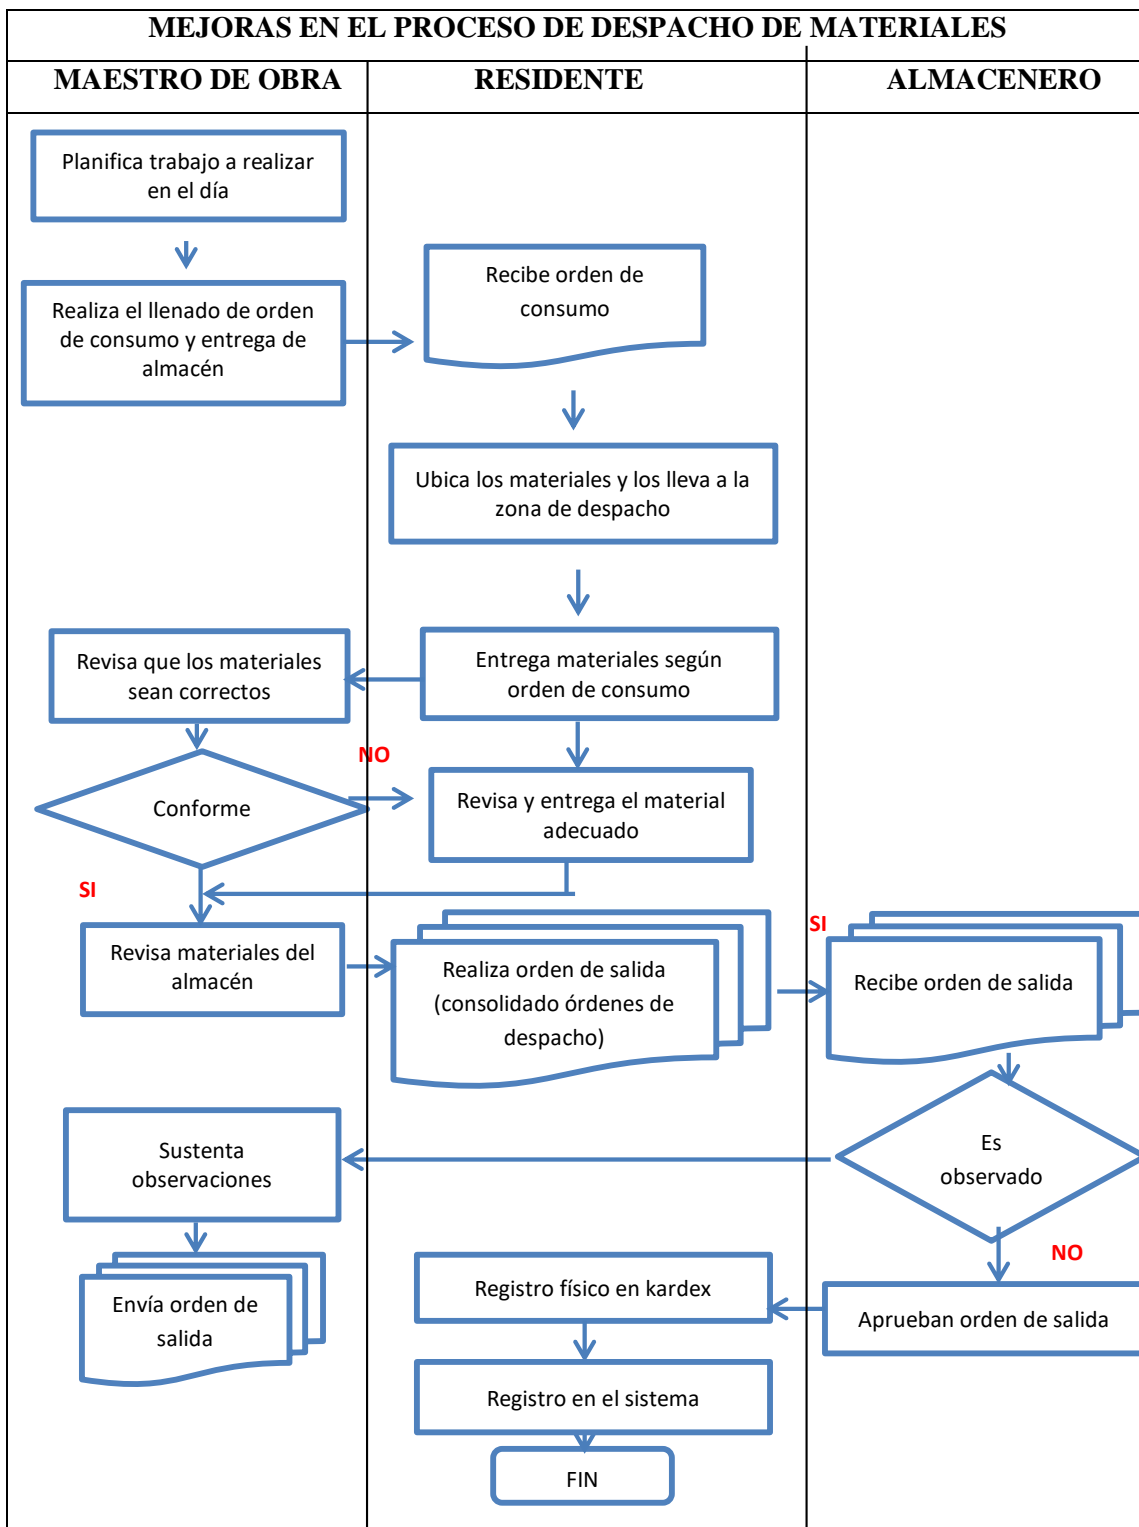 MEJORAS EN EL PROCESO DE DESPACHO DE MATERIALES
MAESTRO DE OBRA
RESIDENTE
ALMACENERO
Planifica trabajo a realizar
en el día
Recibe orden de
consumo
Realiza el llenado de orden
de consumo y entrega de
almacén
Ubica los materiales y los lleva a la
zona de despacho
Revisa que los materiales
sean correctos
Entrega materiales según
orden de consumo
NO
Conforme
Revisa y entrega el material
adecuado
SI
Revisa materiales del
almacén
Realiza orden de salida
(consolidado órdenes de
despacho)
SI
Recibe orden de salida
Es
observado
Sustenta
observaciones
NO
Envía orden de
salida
Registro físico en kardex
Aprueban orden de salida
Registro en el sistema
FIN